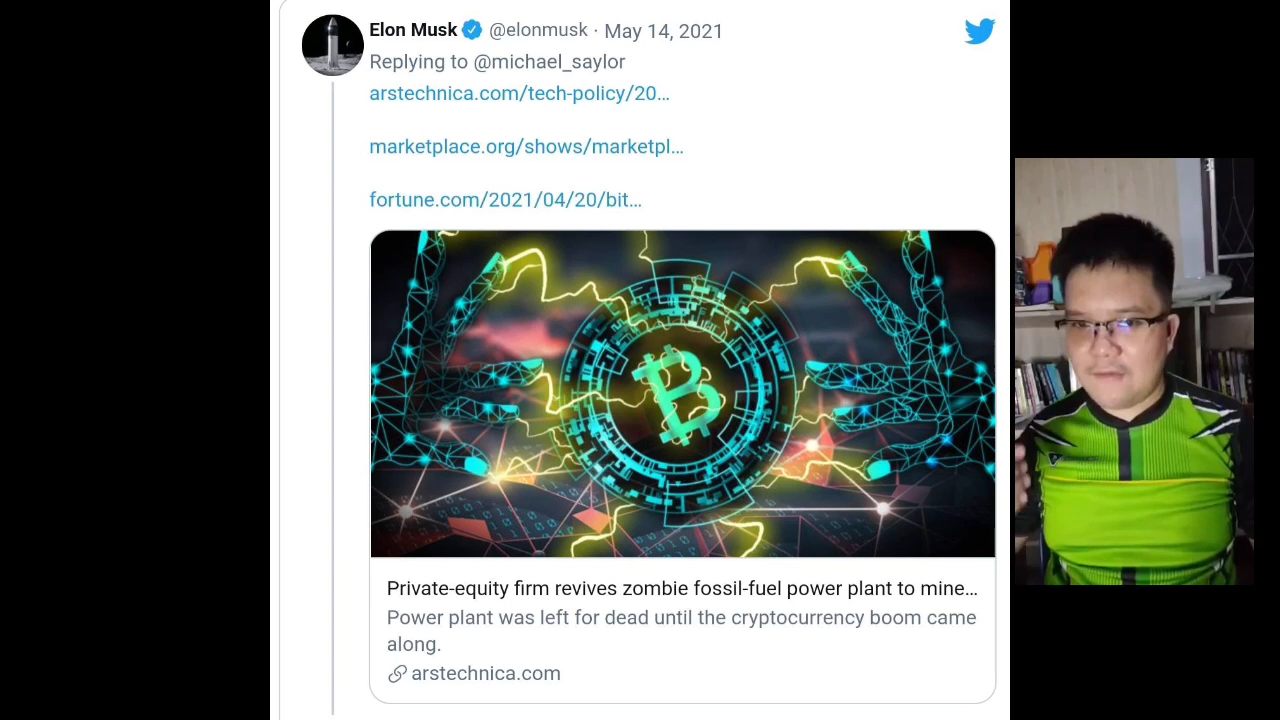 Elon Musk @elonmusk · May 14, 2021
Replying to @michael_saylor
arstechnica.com/tech-policy/20…
marketplace.org/shows/marketpl…
fortune.com/2021/04/20/bit…
Private-equity firm revives zombie fossil-fuel power plant to mine…
Power plant was left for dead until the cryptocurrency boom came
along.
arstechnica.com